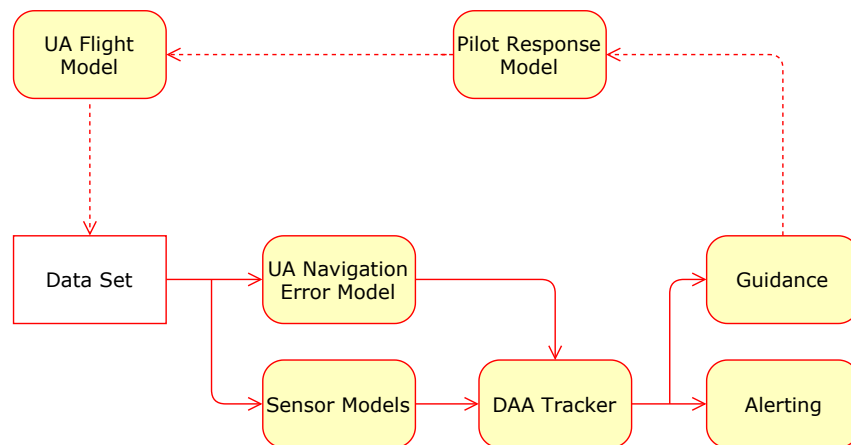 UA Flight
Model
Pilot Response
Model
Data Set
UA Navigation
Error Model
Guidance
Sensor Models
DAA Tracker
Alerting